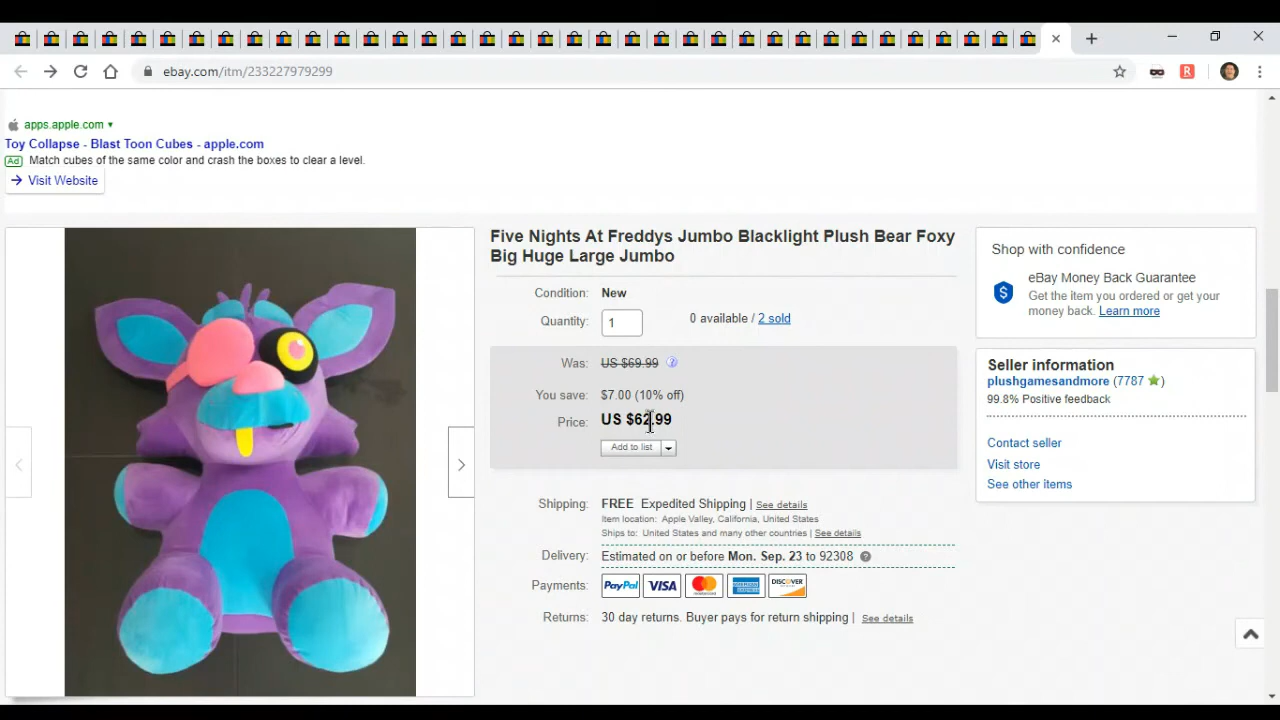 ebay.com/itm/233227979299
R
apps.apple.com
Toy Collapse - Blast Toon Cubes - apple.com
Ad Match cubes of the same color and crash the boxes to clear a level.
→ Visit Website
Five Nights At Freddys Jumbo Blacklight Plush Bear Foxy
Big Huge Large Jumbo
Condition: New
Quantity: 1 0 available / 2 sold
Was: US $69.99 ?
You save: $7.00 (10% off)
Price: US $62.99
Add to list
Shipping: FREE Expedited Shipping | See details
Item location: Apple Valley, California, United States
Ships to: United States and many other countries | See details
Delivery: Estimated on or before Mon. Sep. 23 to 92308 ?
Payments: PayPal VISA MasterCard AMERICAN EXPRESS DISCOVER
Returns: 30 day returns. Buyer pays for return shipping | See details
Shop with confidence
eBay Money Back Guarantee
Get the item you ordered or get your
money back. Learn more
Seller information
plushgamesandmore (7787 ★)
99.8% Positive feedback
Contact seller
Visit store
See other items